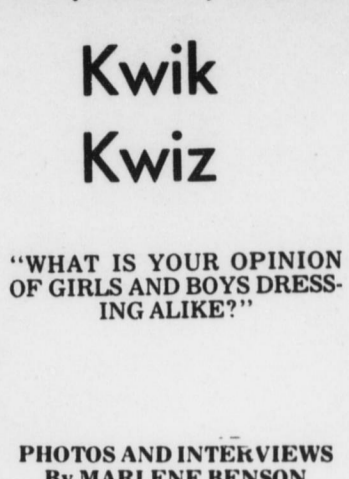 Kwik
Kwiz
"WHAT IS YOUR OPINION
OF GIRLS AND BOYS DRESS-
ING ALIKE?"
PHOTOS AND INTERVIEWS
By MARLENE BENSON